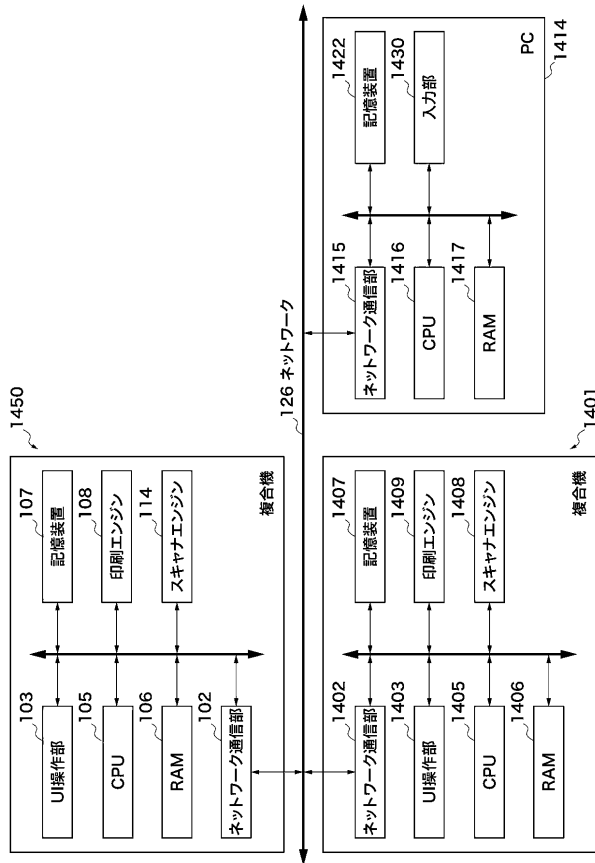 1450
103
UI操作部
105
CPU
106
RAM
102
ネットワーク通信部
107
記憶装置
108
印刷エンジン
114
スキャナエンジン
複合機
126 ネットワーク
1402
ネットワーク通信部
1403
UI操作部
1405
CPU
1406
RAM
1407
記憶装置
1409
印刷エンジン
1408
スキャナエンジン
複合機
1401
1415
ネットワーク通信部
1416
CPU
1417
RAM
1422
記憶装置
1430
入力部
PC
1414